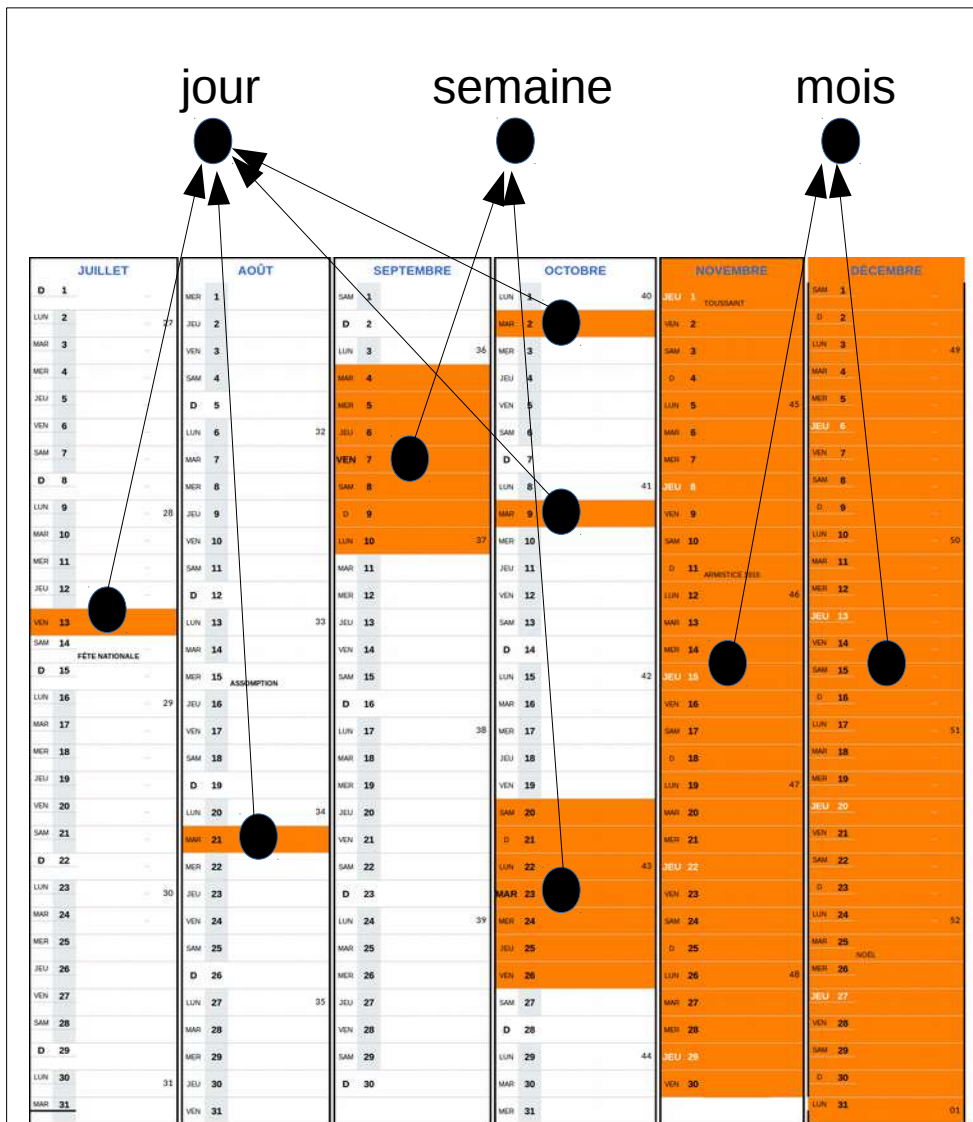 jour semaine mois
JUILLET
D 1
LUN 2 27
MAR 3
MER 4
JEU 5
VEN 6
SAM 7
D 8
LUN 9 28
MAR 10
MER 11
JEU 12
VEN 13
SAM 14
FÊTE NATIONALE
D 15
LUN 16 29
MAR 17
MER 18
JEU 19
VEN 20
SAM 21
D 22
LUN 23 30
MAR 24
MER 25
JEU 26
VEN 27
SAM 28
D 29
LUN 30 31
MAR 31
AOÛT
MER 1
JEU 2
VEN 3
SAM 4
D 5
LUN 6 32
MAR 7
MER 8
JEU 9
VEN 10
SAM 11
D 12
LUN 13 33
MAR 14
MER 15 ASSOMPTION
JEU 16
VEN 17
SAM 18
D 19
LUN 20 34
MAR 21
MER 22
JEU 23
VEN 24
SAM 25
D 26
LUN 27 35
MAR 28
MER 29
JEU 30
VEN 31
SEPTEMBRE
SAM 1
D 2
LUN 3 36
MAR 4
MER 5
JEU 6
VEN 7
SAM 8
D 9
LUN 10 37
MAR 11
MER 12
JEU 13
VEN 14
SAM 15
D 16
LUN 17 38
MAR 18
MER 19
JEU 20
VEN 21
SAM 22
D 23
LUN 24 39
MAR 25
MER 26
JEU 27
VEN 28
SAM 29
D 30
OCTOBRE
LUN 1 40
MAR 2
MER 3
JEU 4
VEN 5
SAM 6
D 7
LUN 8 41
MAR 9
MER 10
JEU 11
VEN 12
SAM 13
D 14
LUN 15 42
MAR 16
MER 17
JEU 18
VEN 19
SAM 20
D 21
LUN 22 43
MAR 23
MER 24
JEU 25
VEN 26
SAM 27
D 28
LUN 29 44
MAR 30
MER 31
NOVEMBRE
JEU 1 TOUSSAINT
VEN 2
SAM 3
D 4
LUN 5 45
MAR 6
MER 7
JEU 8
VEN 9
SAM 10
D 11 ARMISTICE
LUN 12 46
MAR 13
MER 14
JEU 15
VEN 16
SAM 17
D 18
LUN 19 47
MAR 20
MER 21
JEU 22
VEN 23
SAM 24
D 25
LUN 26 48
MAR 27
MER 28
JEU 29
VEN 30
DÉCEMBRE
SAM 1
D 2
LUN 3 49
MAR 4
MER 5
JEU 6
VEN 7
SAM 8
D 9
LUN 10 50
MAR 11
MER 12
JEU 13
VEN 14
SAM 15
D 16
LUN 17 51
MAR 18
MER 19
JEU 20
VEN 21
SAM 22
D 23
LUN 24 52
MAR 25
NOËL
MER 26
JEU 27
VEN 28
SAM 29
D 30
LUN 31 01